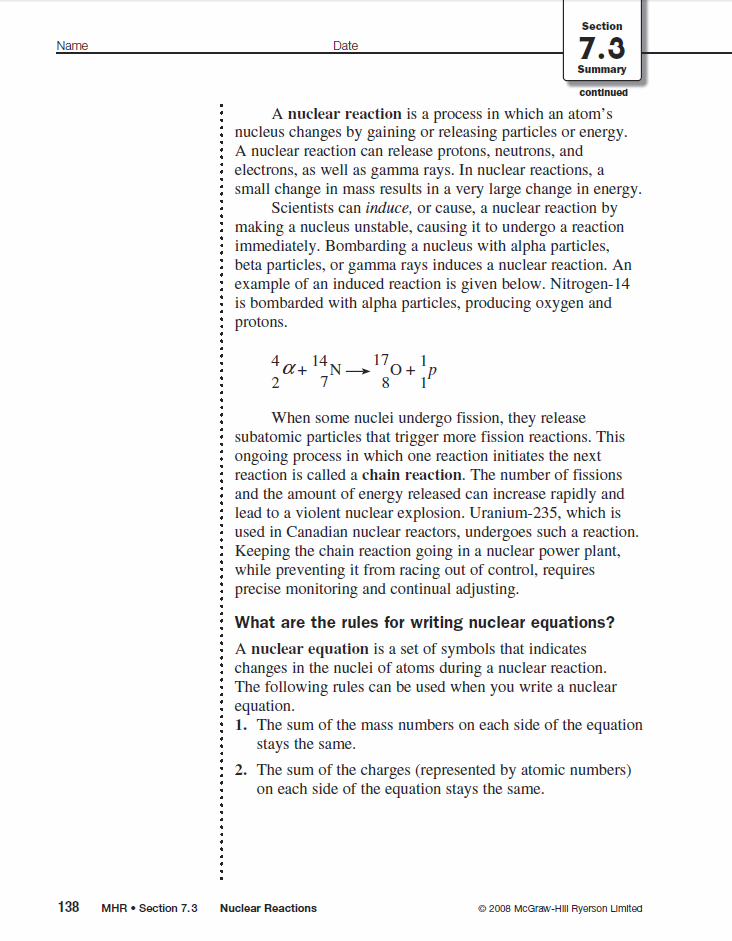 Section
7.3
Summary
Name Date
continued
A nuclear reaction is a process in which an atom's
nucleus changes by gaining or releasing particles or energy.
A nuclear reaction can release protons, neutrons, and
electrons, as well as gamma rays. In nuclear reactions, a
small change in mass results in a very large change in energy.
Scientists can induce, or cause, a nuclear reaction by
making a nucleus unstable, causing it to undergo a reaction
immediately. Bombarding a nucleus with alpha particles,
beta particles, or gamma rays induces a nuclear reaction. An
example of an induced reaction is given below. Nitrogen-14
is bombarded with alpha particles, producing oxygen and
protons.
⁴₂α + ¹⁴₇N ⟶ ¹⁷₈O + ¹₁p
When some nuclei undergo fission, they release
subatomic particles that trigger more fission reactions. This
ongoing process in which one reaction initiates the next
reaction is called a chain reaction. The number of fissions
and the amount of energy released can increase rapidly and
lead to a violent nuclear explosion. Uranium-235, which is
used in Canadian nuclear reactors, undergoes such a reaction.
Keeping the chain reaction going in a nuclear power plant,
while preventing it from racing out of control, requires
precise monitoring and continual adjusting.
What are the rules for writing nuclear equations?
A nuclear equation is a set of symbols that indicates
changes in the nuclei of atoms during a nuclear reaction.
The following rules can be used when you write a nuclear
equation.
1. The sum of the mass numbers on each side of the equation
stays the same.
2. The sum of the charges (represented by atomic numbers)
on each side of the equation stays the same.
138 MHR • Section 7.3 Nuclear Reactions © 2008 McGraw-Hill Ryerson Limited